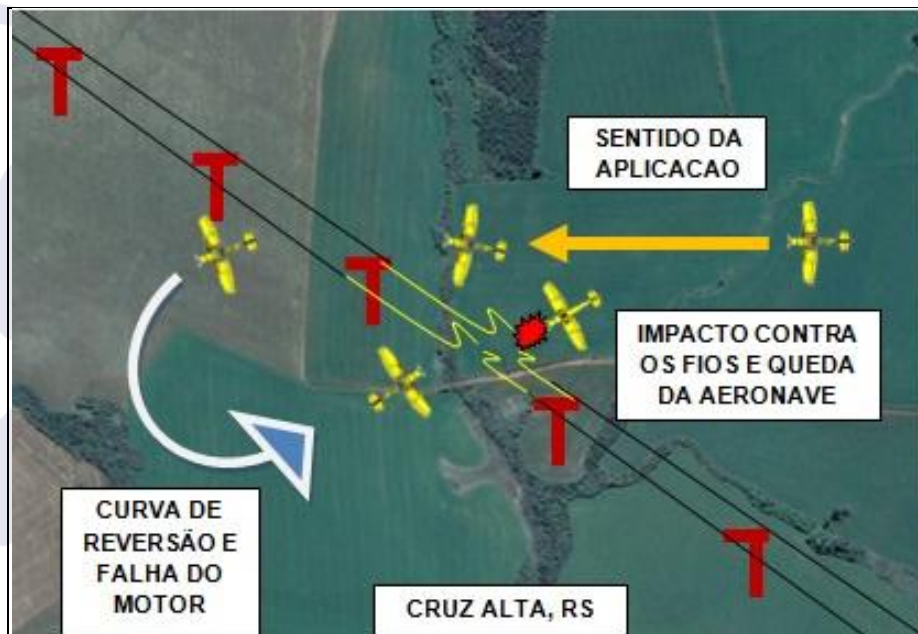 SENTIDO DA
APLICACAO
IMPACTO CONTRA
OS FIOS E QUEDA
DA AERONAVE
CURVA DE
REVERSÃO E
FALHA DO
MOTOR
CRUZ ALTA, RS